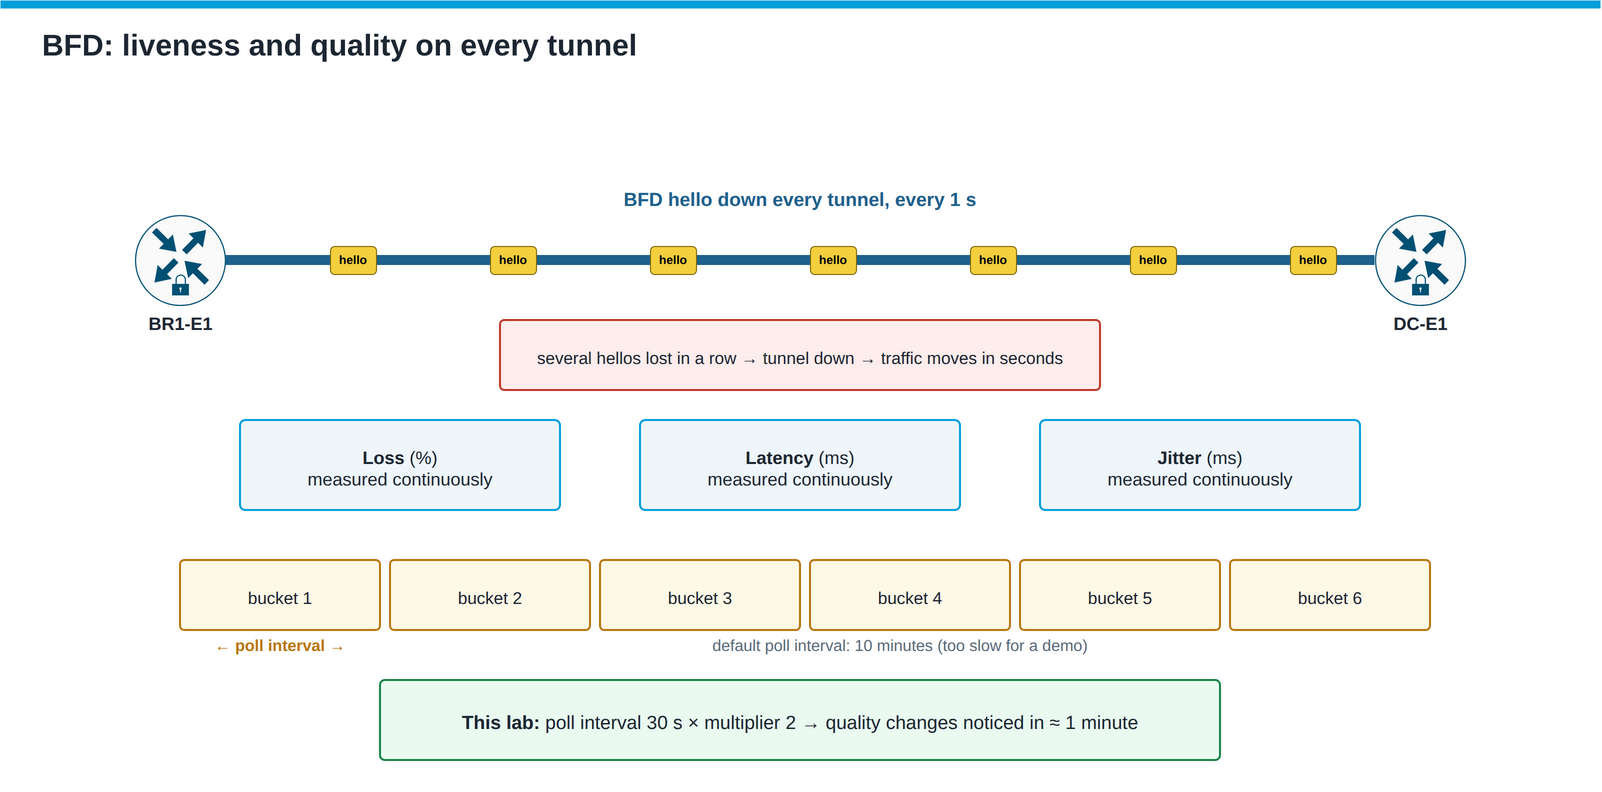 BFD: liveness and quality on every tunnel
BFD hello down every tunnel, every 1 s
hello hello hello hello hello hello hello
BR1-E1 DC-E1
several hellos lost in a row → tunnel down → traffic moves in seconds
Loss (%)
measured continuously
Latency (ms)
measured continuously
Jitter (ms)
measured continuously
bucket 1 bucket 2 bucket 3 bucket 4 bucket 5 bucket 6
← poll interval →
default poll interval: 10 minutes (too slow for a demo)
This lab: poll interval 30 s × multiplier 2 → quality changes noticed in ≈ 1 minute